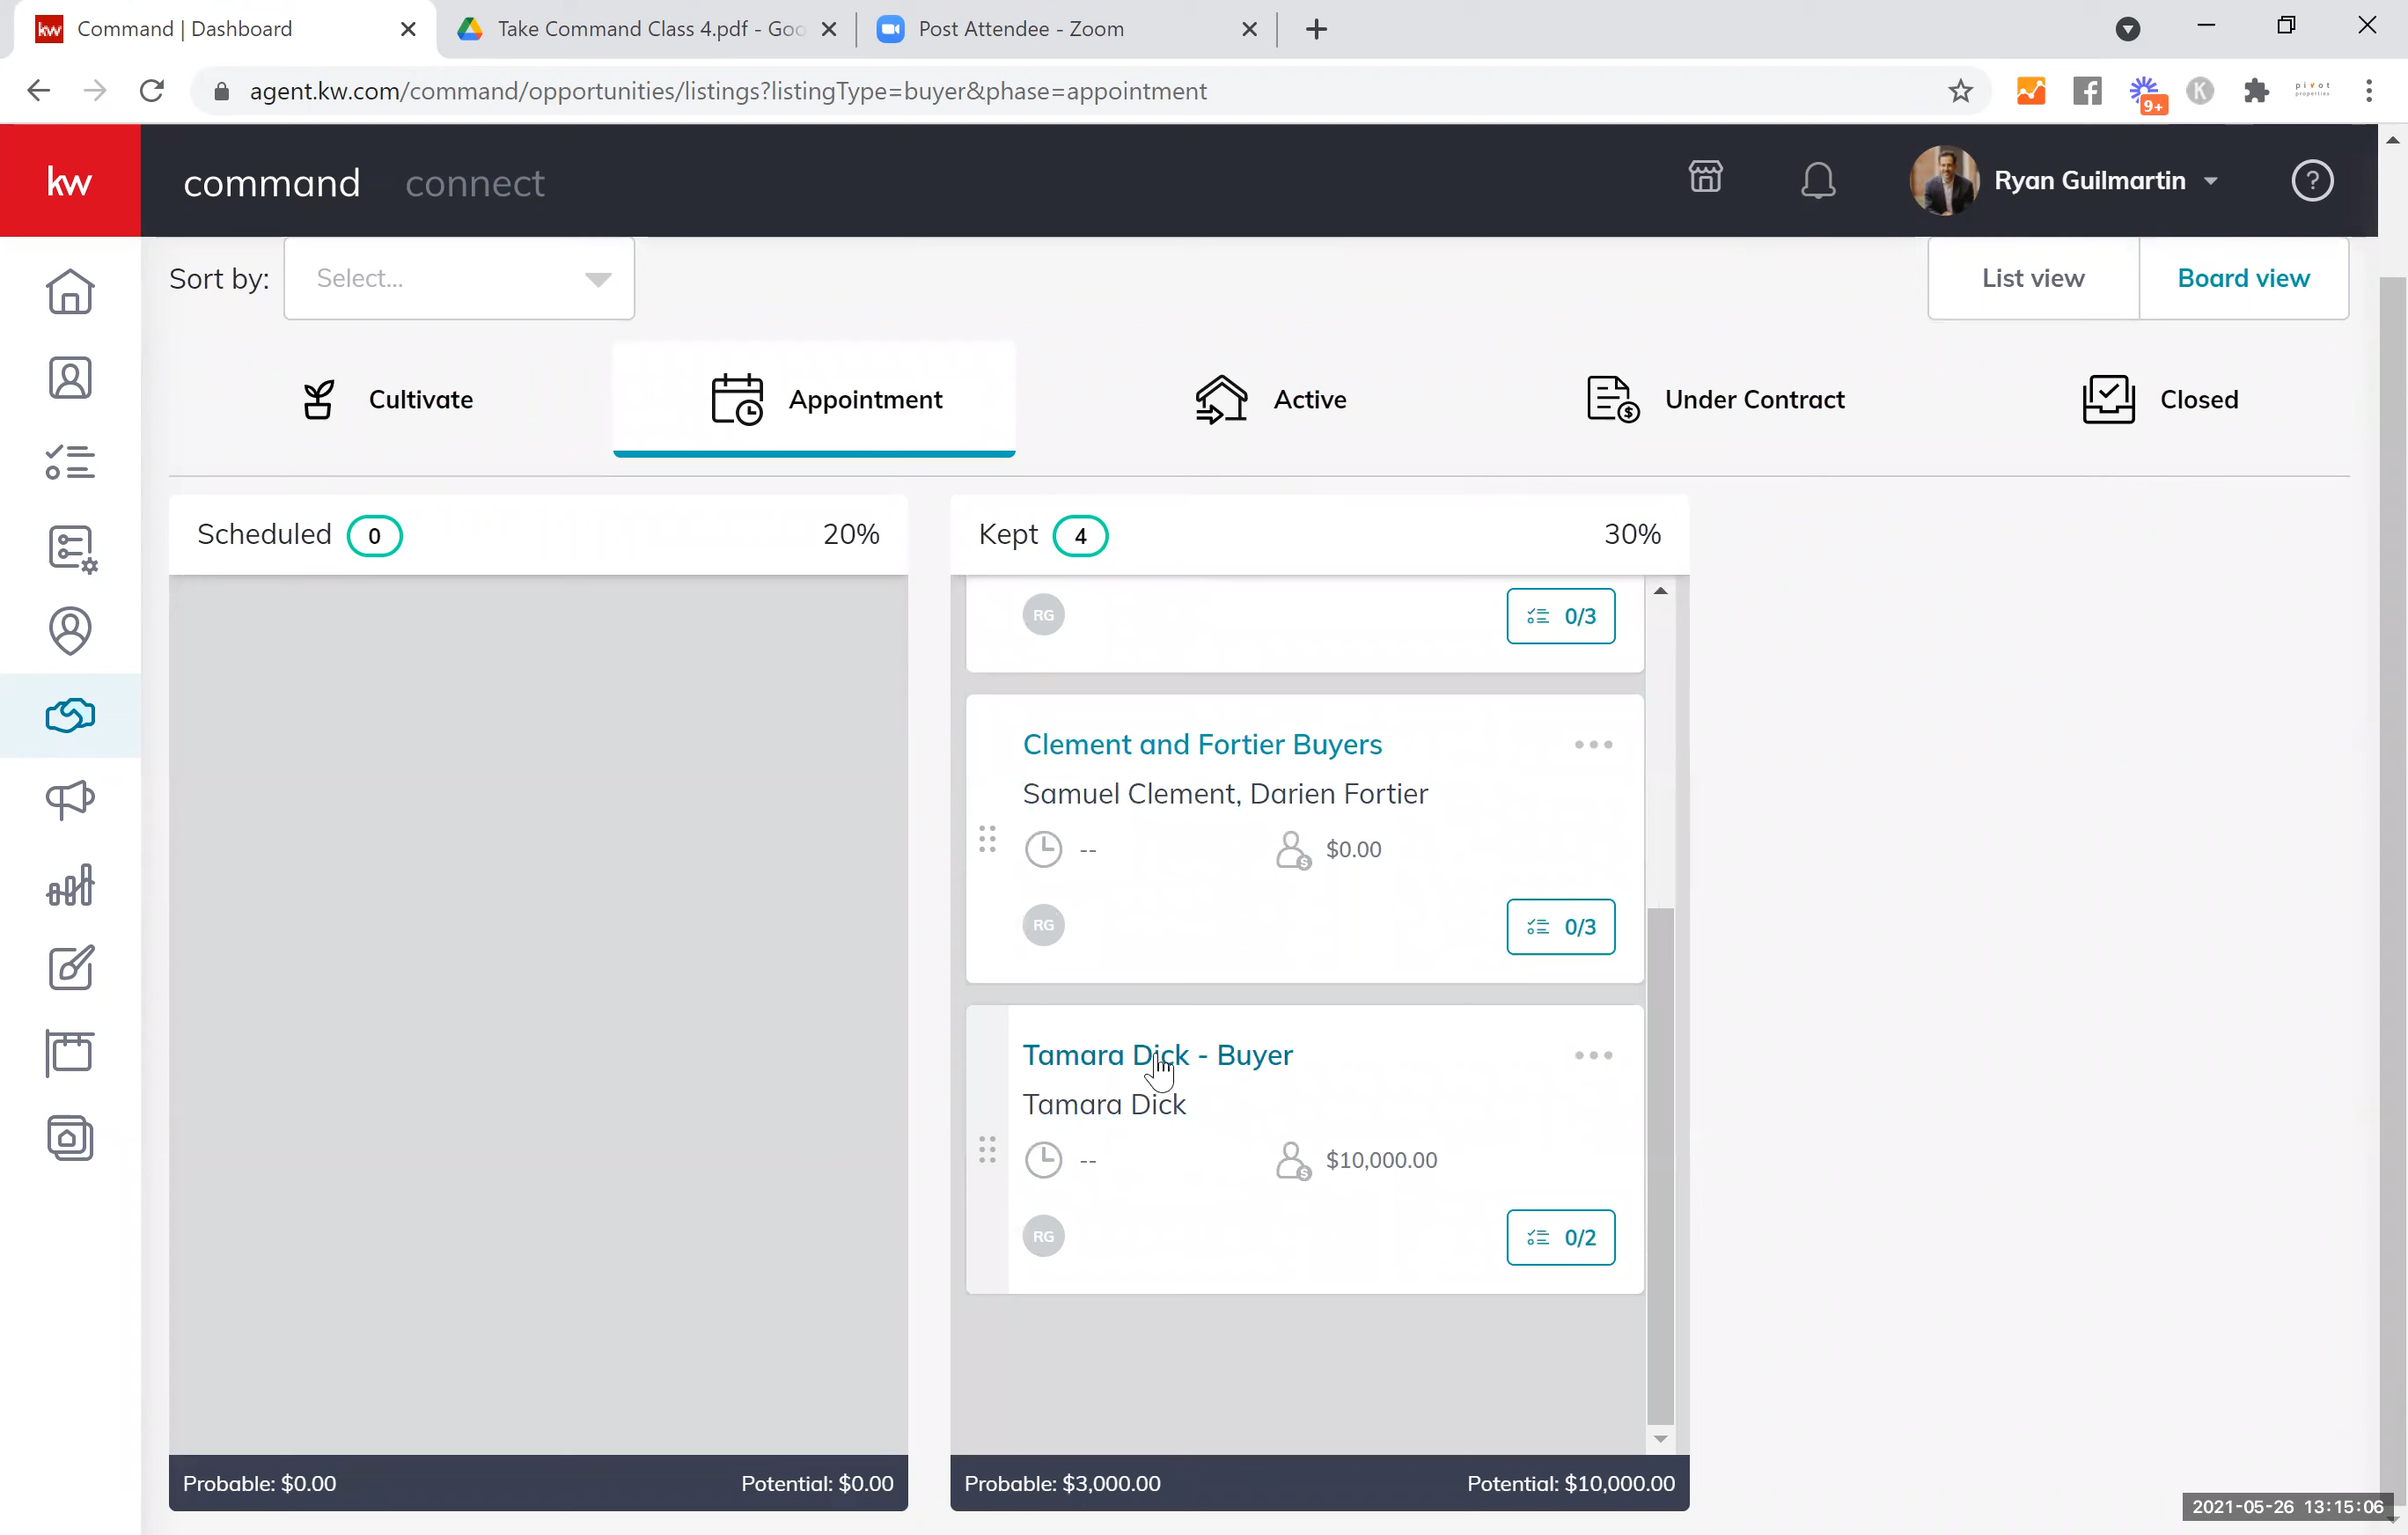 Command | Dashboard
Take Command Class 4.pdf - Goo
Post Attendee - Zoom
agent.kw.com/command/opportunities/listings?listingType=buyer&phase=appointment
9+
K
pivot
properties
kw
command connect
Ryan Guilmartin
?
Sort by:
Select...
List view
Board view
Cultivate
Appointment
Active
Under Contract
Closed
Scheduled 0 20%
Kept 4 30%
RG
0/3
Clement and Fortier Buyers
Samuel Clement, Darien Fortier
-- $0.00
RG
0/3
Tamara Dick - Buyer
Tamara Dick
-- $10,000.00
RG
0/2
Probable: $0.00 Potential: $0.00
Probable: $3,000.00 Potential: $10,000.00
2021-05-26 13:15:06